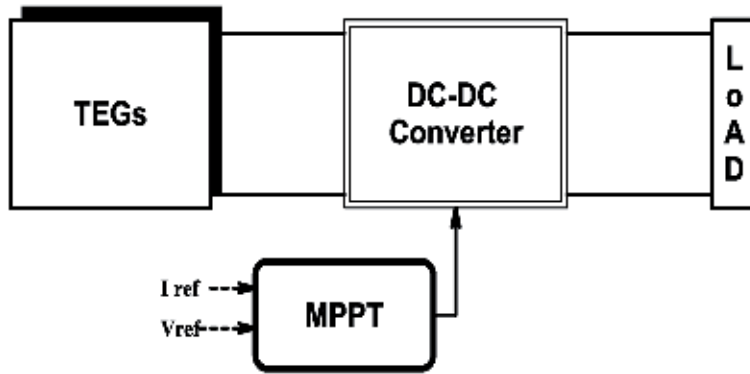 TEGs
DC-DC
Converter
L
o
A
D
I ref
Vref
MPPT